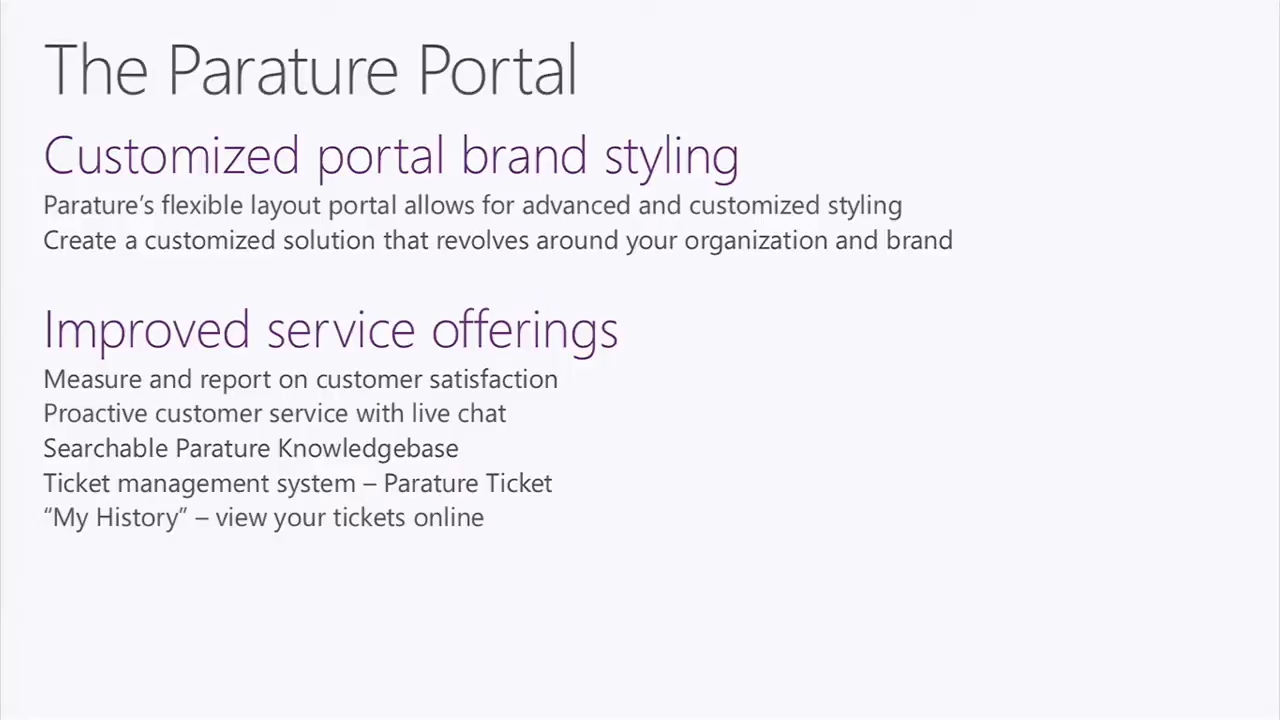 The Parature Portal
Customized portal brand styling
Parature’s flexible layout portal allows for advanced and customized styling
Create a customized solution that revolves around your organization and brand
Improved service offerings
Measure and report on customer satisfaction
Proactive customer service with live chat
Searchable Parature Knowledgebase
Ticket management system – Parature Ticket
“My History” – view your tickets online